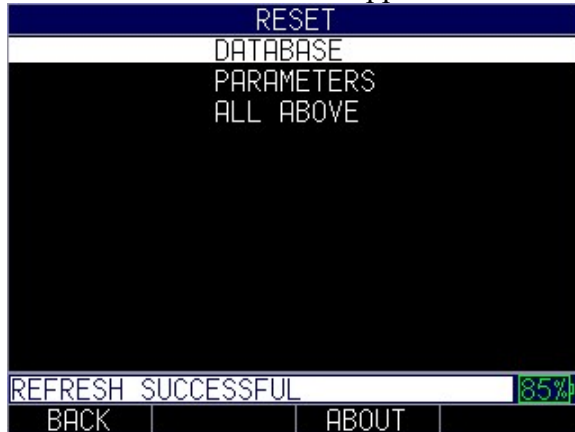 RESET
DATABASE
PARAMETERS
ALL ABOVE
REFRESH SUCCESSFUL 85%
BACK ABOUT